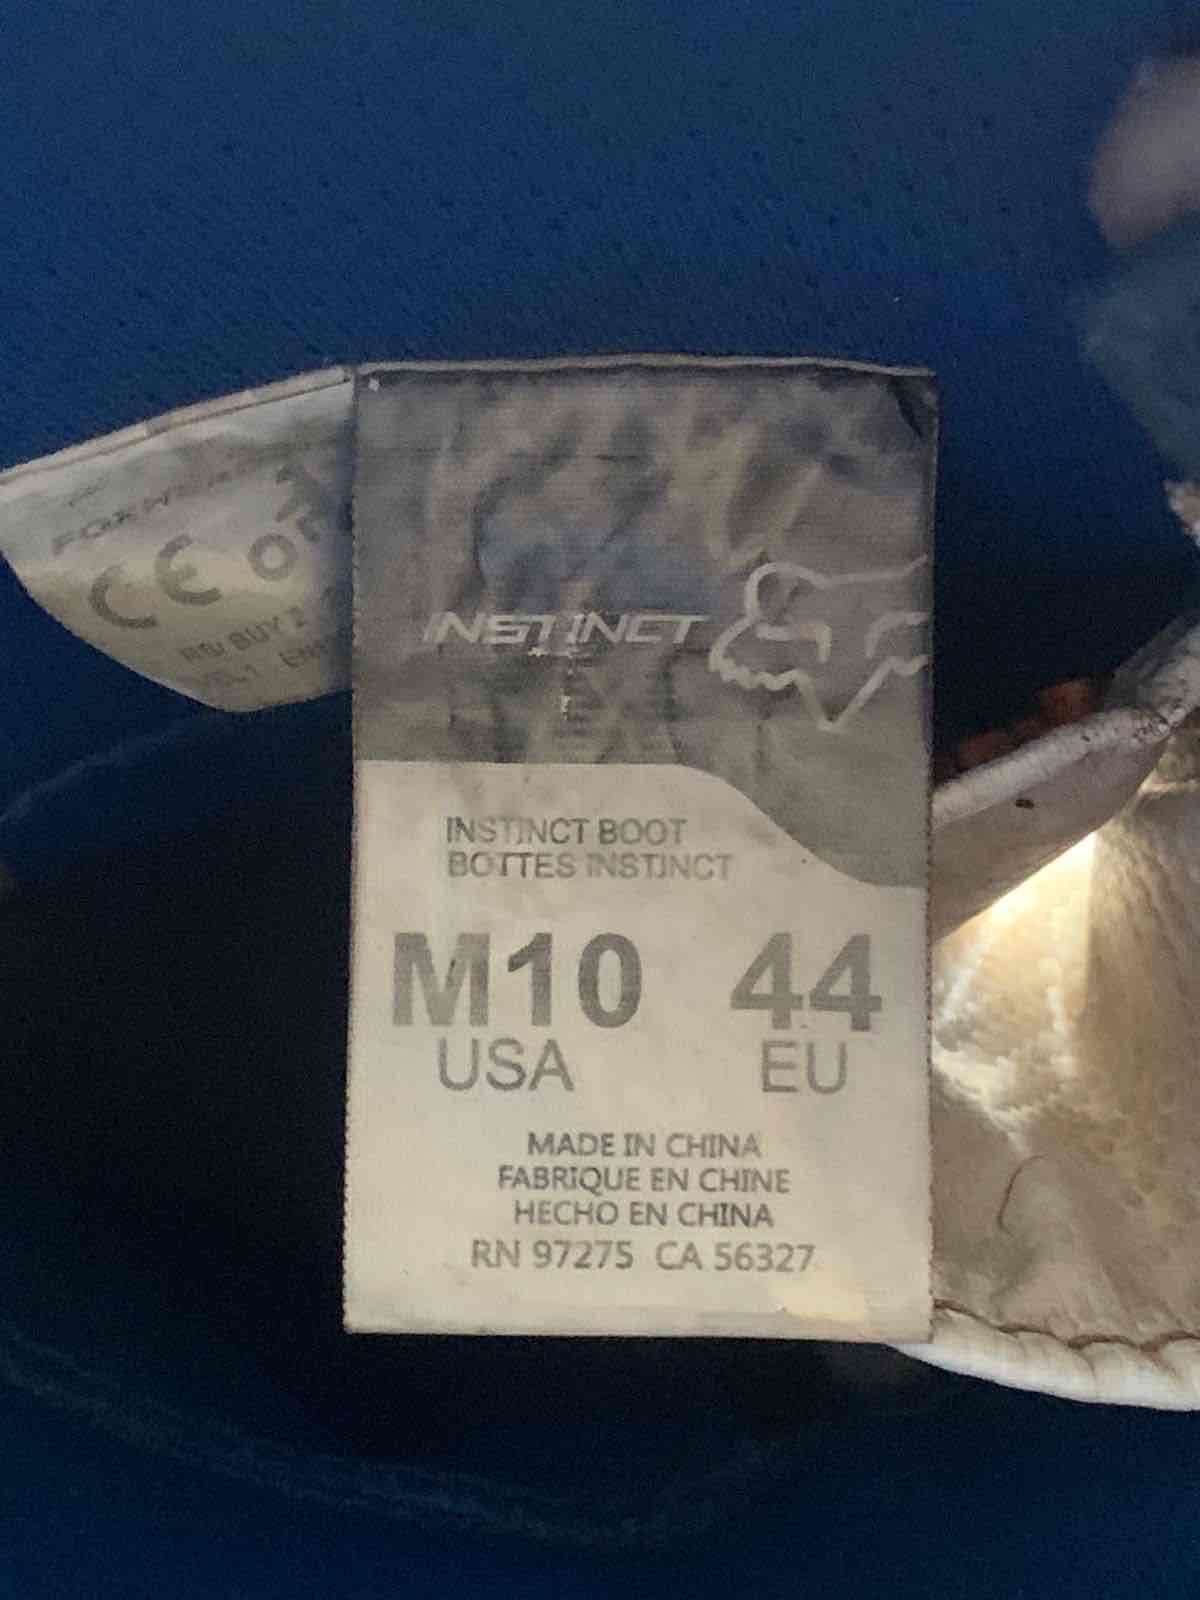 CE
INSTINCT
INSTINCT BOOT
BOTTES INSTINCT
M10 44
USA EU
MADE IN CHINA
FABRIQUE EN CHINE
HECHO EN CHINA
RN 97275 CA 56327